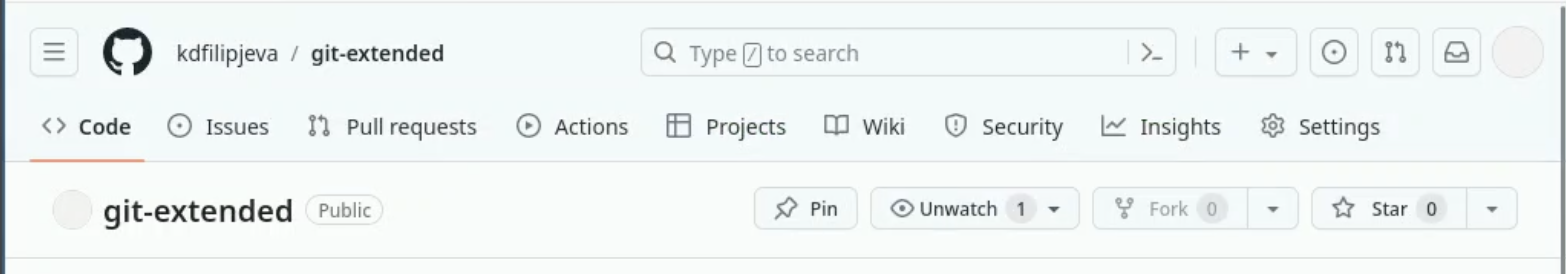 kdfilipjeva / git-extended Type / to search
Code Issues Pull requests Actions Projects Wiki Security Insights Settings
git-extended Public Pin Unwatch 1 Fork 0 Star 0